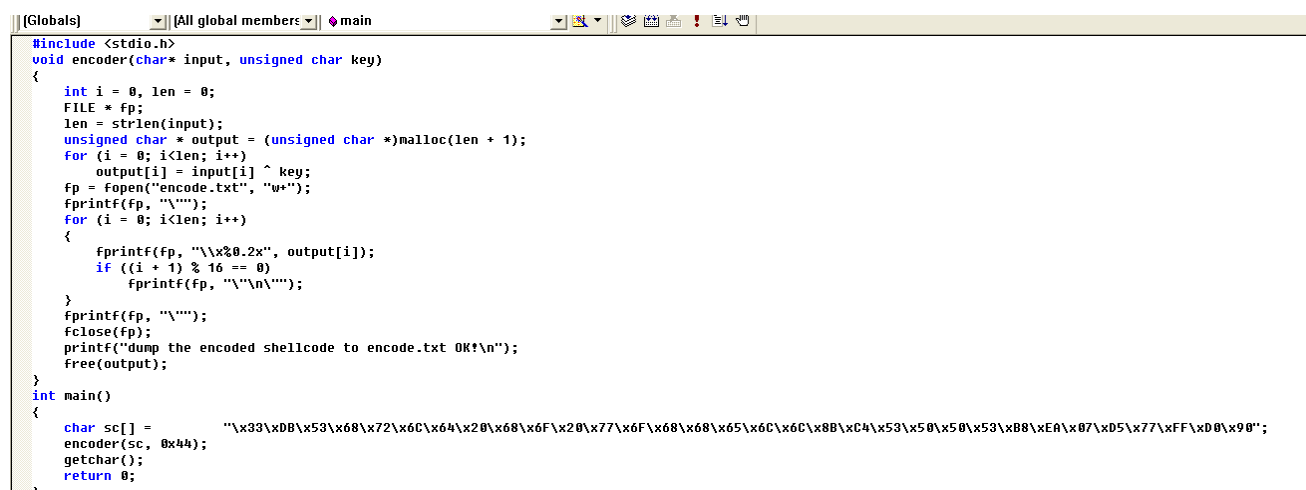 (Globals) (All global members main
#include <stdio.h>
void encoder(char* input, unsigned char key)
{
    int i = 0, len = 0;
    FILE * fp;
    len = strlen(input);
    unsigned char * output = (unsigned char *)malloc(len + 1);
    for (i = 0; i<len; i++)
        output[i] = input[i] ^ key;
    fp = fopen("encode.txt", "w+");
    fprintf(fp, "\"");
    for (i = 0; i<len; i++)
    {
        fprintf(fp, "\\x%0.2x", output[i]);
        if ((i + 1) % 16 == 0)
            fprintf(fp, "\"\n\"");
    }
    fprintf(fp, "\"");
    fclose(fp);
    printf("dump the encoded shellcode to encode.txt OK!\n");
    free(output);
}
int main()
{
    char sc[] =         "\x33\xDB\x53\x68\x72\x6C\x64\x20\x68\x6F\x20\x77\x6F\x68\x68\x65\x6C\x6C\x8B\xC4\x53\x50\x50\x53\xB8\xEA\x07\xD5\x77\xFF\xD0\x90";
    encoder(sc, 0x44);
    getchar();
    return 0;